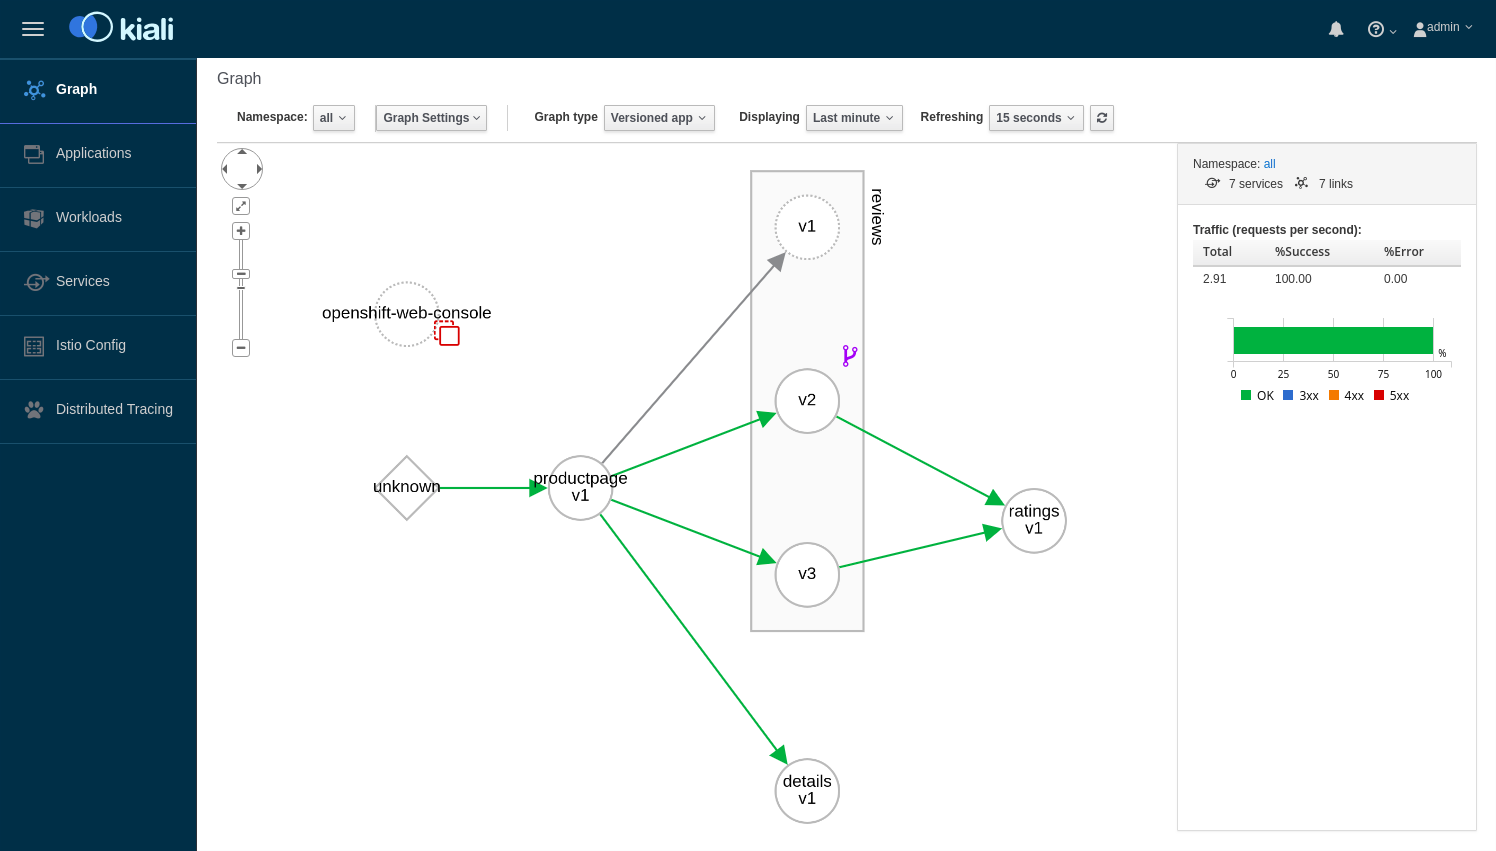 kiali
admin
Graph
Applications
Workloads
Services
Istio Config
Distributed Tracing
Graph
Namespace: all Graph Settings Graph type Versioned app Displaying Last minute Refreshing 15 seconds
reviews
v1
openshift-web-console
v2
unknown
productpage
v1
v3
ratings
v1
details
v1
Namespace: all
7 services 7 links
Traffic (requests per second):
Total %Success %Error
2.91 100.00 0.00
%
0 25 50 75 100
OK 3xx 4xx 5xx